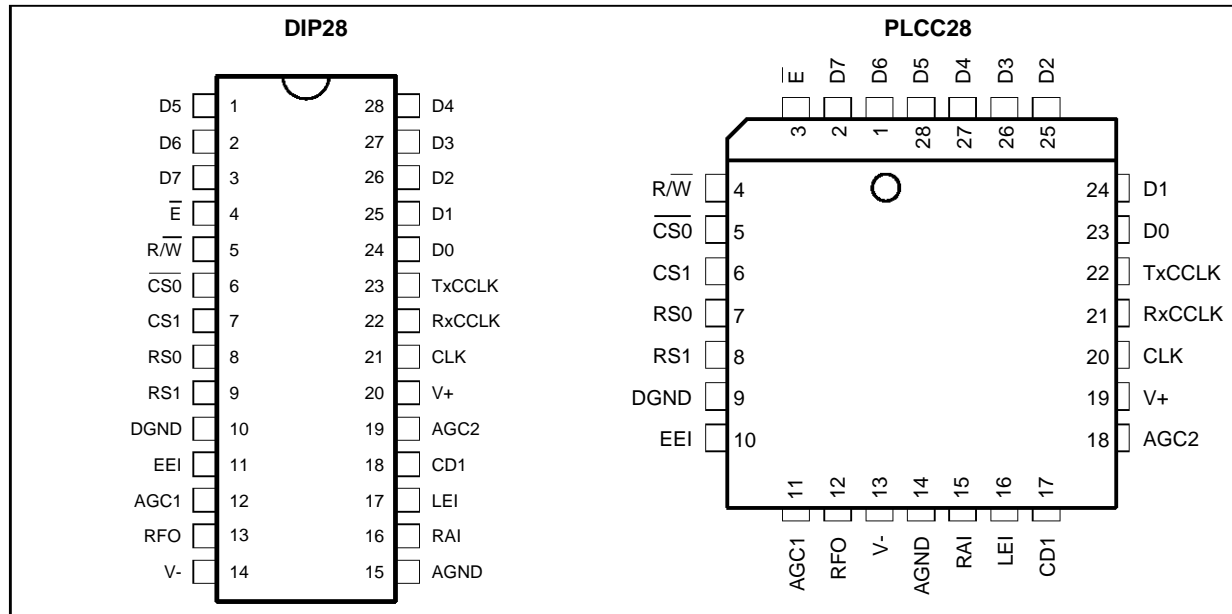 DIP28
D5 1 28 D4
D6 2 27 D3
D7 3 26 D2
E̅ 4 25 D1
R/W̅ 5 24 D0
C̅S̅0̅ 6 23 TxCCLK
CS1 7 22 RxCCLK
RS0 8 21 CLK
RS1 9 20 V+
DGND 10 19 AGC2
EEI 11 18 CD1
AGC1 12 17 LEI
RFO 13 16 RAI
V- 14 15 AGND
PLCC28
E̅ D7 D6 D5 D4 D3 D2
3 2 1 28 27 26 25
R/W̅ 4 24 D1
C̅S̅0̅ 5 23 D0
CS1 6 22 TxCCLK
RS0 7 21 RxCCLK
RS1 8 20 CLK
DGND 9 19 V+
EEI 10 18 AGC2
11 12 13 14 15 16 17
AGC1 RFO V- AGND RAI LEI CD1